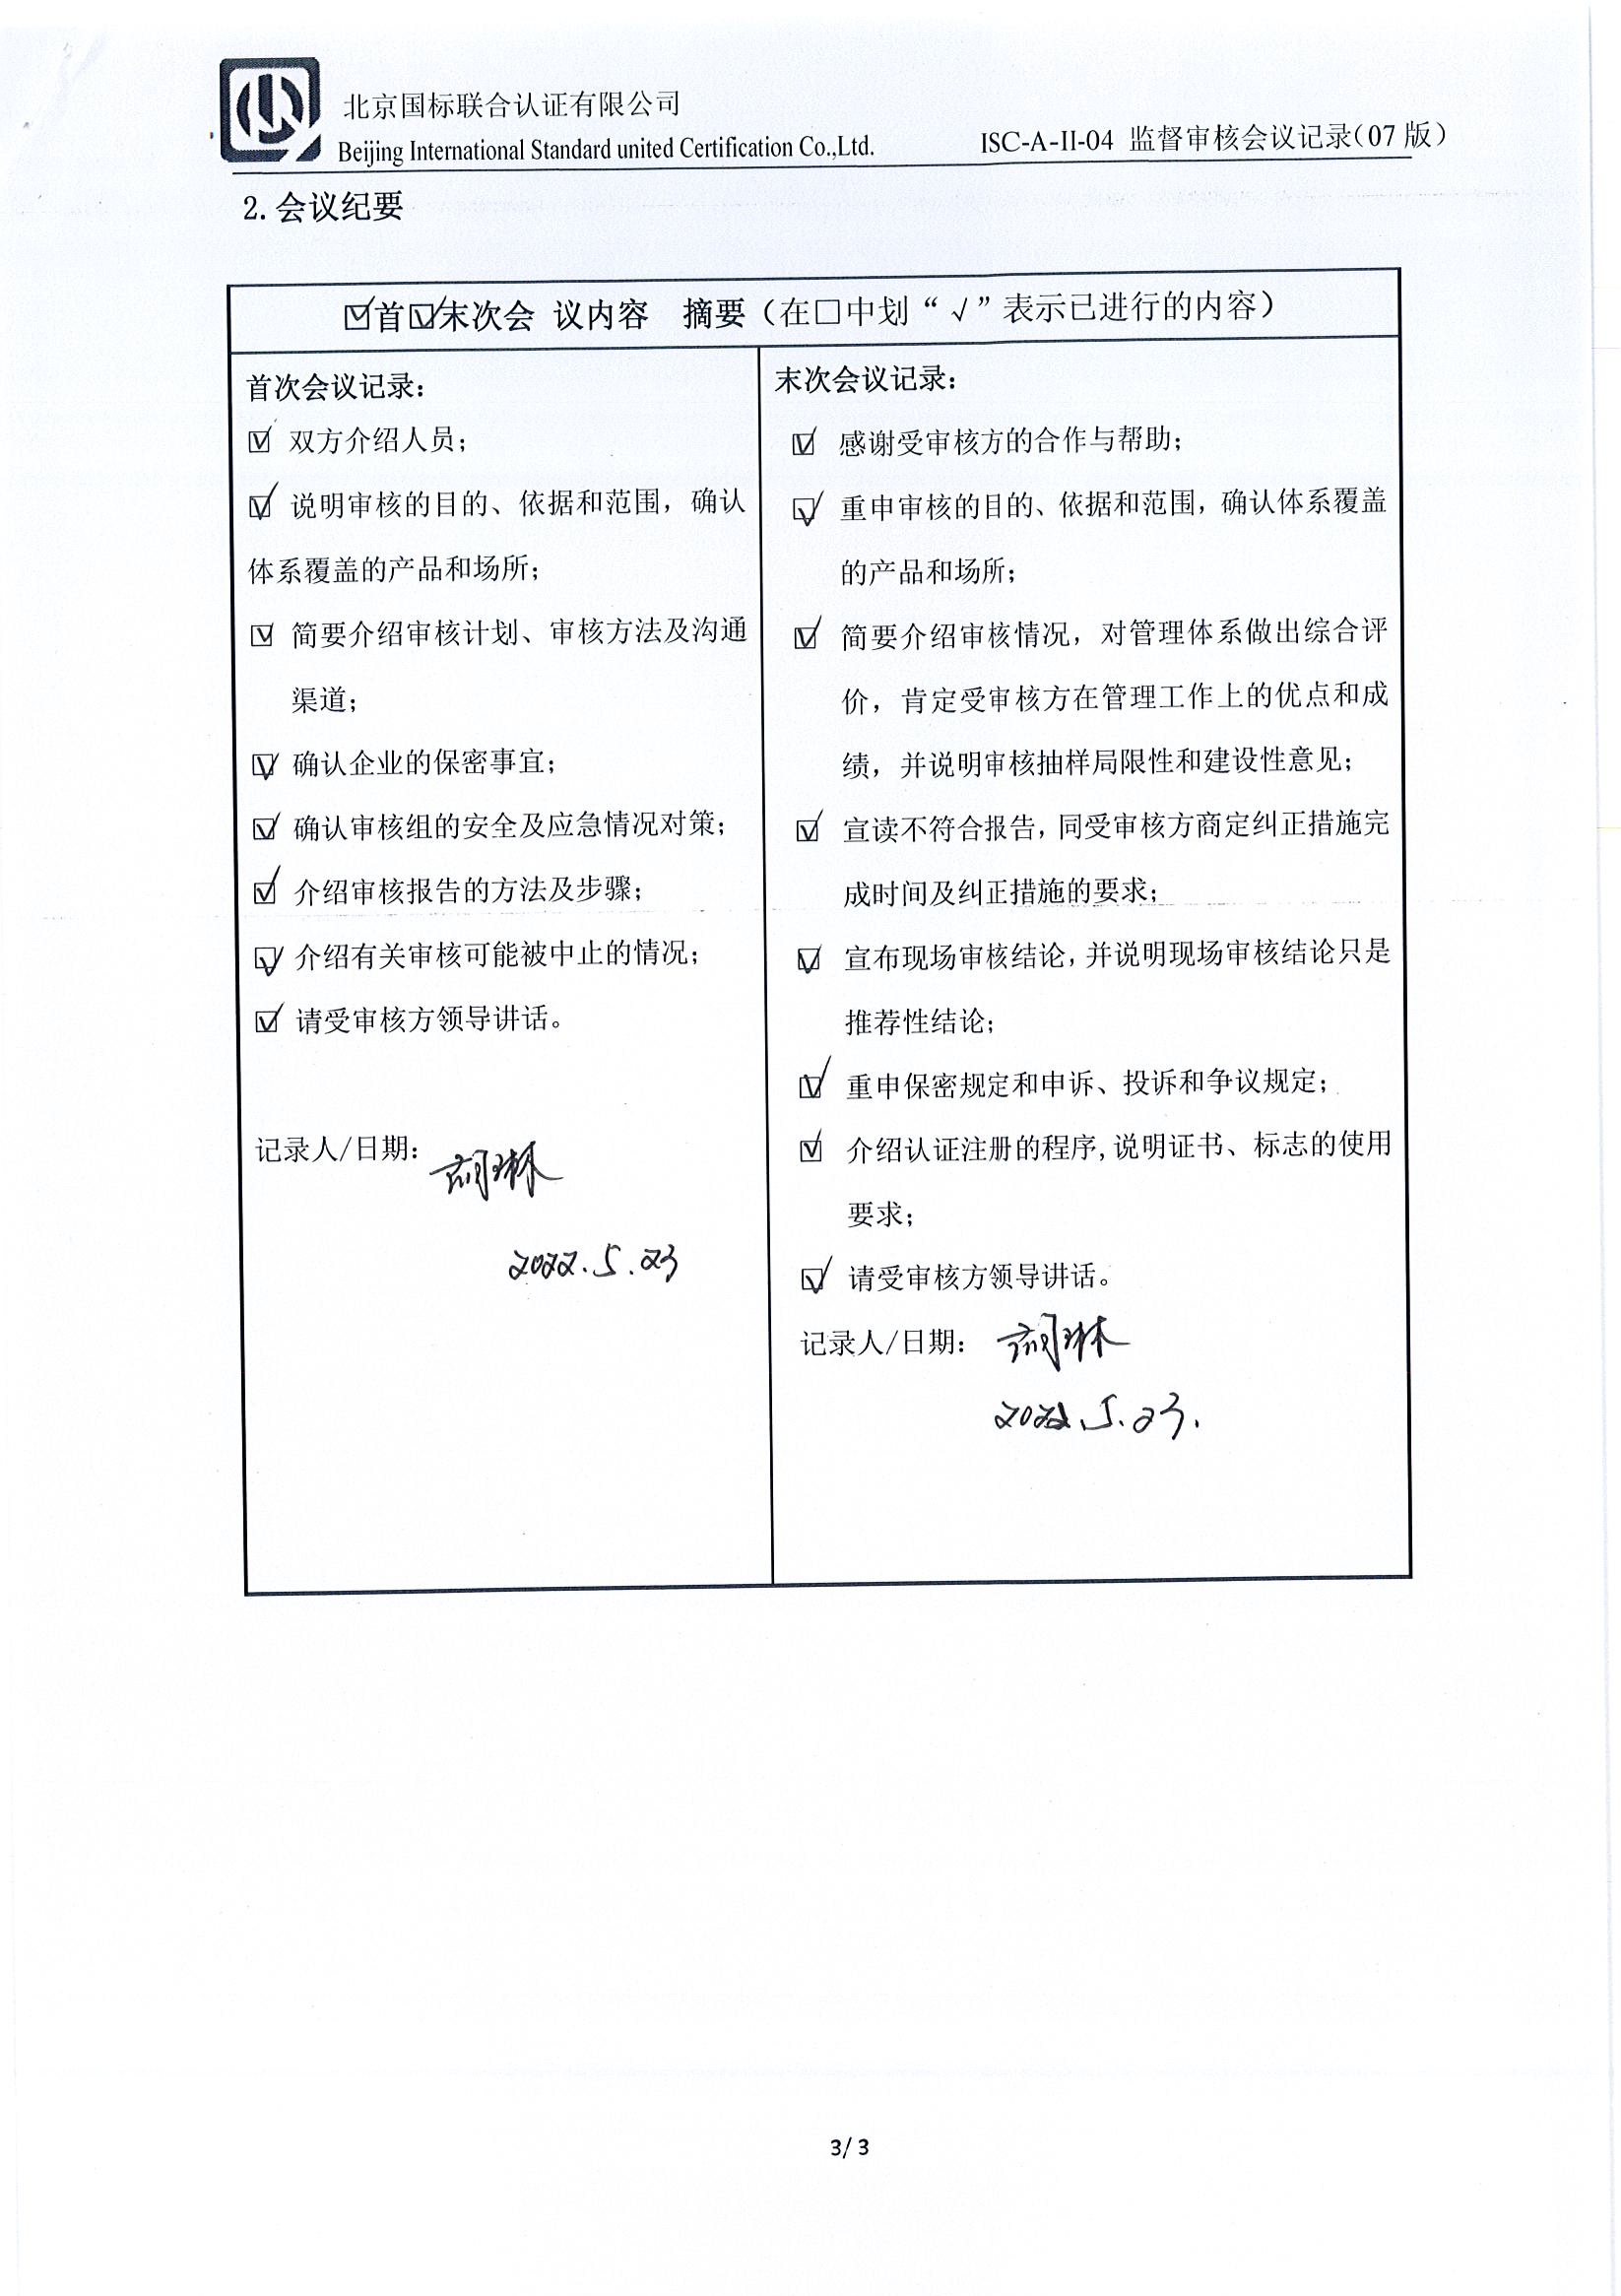 北京国标联合认证有限公司
Beijing International Standard united Certification Co.,Ltd.
ISC-A-II-04 监督审核会议记录(07 版)
2.会议纪要
☑首☑末次会 议内容 摘要(在□中划“√”表示已进行的内容)
首次会议记录:
☑ 双方介绍人员;
☑ 说明审核的目的、依据和范围,确认
体系覆盖的产品和场所;
☑ 简要介绍审核计划、审核方法及沟通
渠道;
☑ 确认企业的保密事宜;
☑ 确认审核组的安全及应急情况对策;
☑ 介绍审核报告的方法及步骤;
☑ 介绍有关审核可能被中止的情况;
☑ 请受审核方领导讲话。
记录人/日期:
胡琳
2022.5.23
末次会议记录:
☑ 感谢受审核方的合作与帮助;
☑ 重申审核的目的、依据和范围,确认体系覆盖
的产品和场所;
☑ 简要介绍审核情况,对管理体系做出综合评
价,肯定受审核方在管理工作上的优点和成
绩,并说明审核抽样局限性和建设性意见;
☑ 宣读不符合报告,同受审核方商定纠正措施完
成时间及纠正措施的要求;
☑ 宣布现场审核结论,并说明现场审核结论只是
推荐性结论;
☑ 重申保密规定和申诉、投诉和争议规定;
☑ 介绍认证注册的程序,说明证书、标志的使用
要求;
☑ 请受审核方领导讲话。
记录人/日期: 胡琳
2022.5.23.
3/ 3